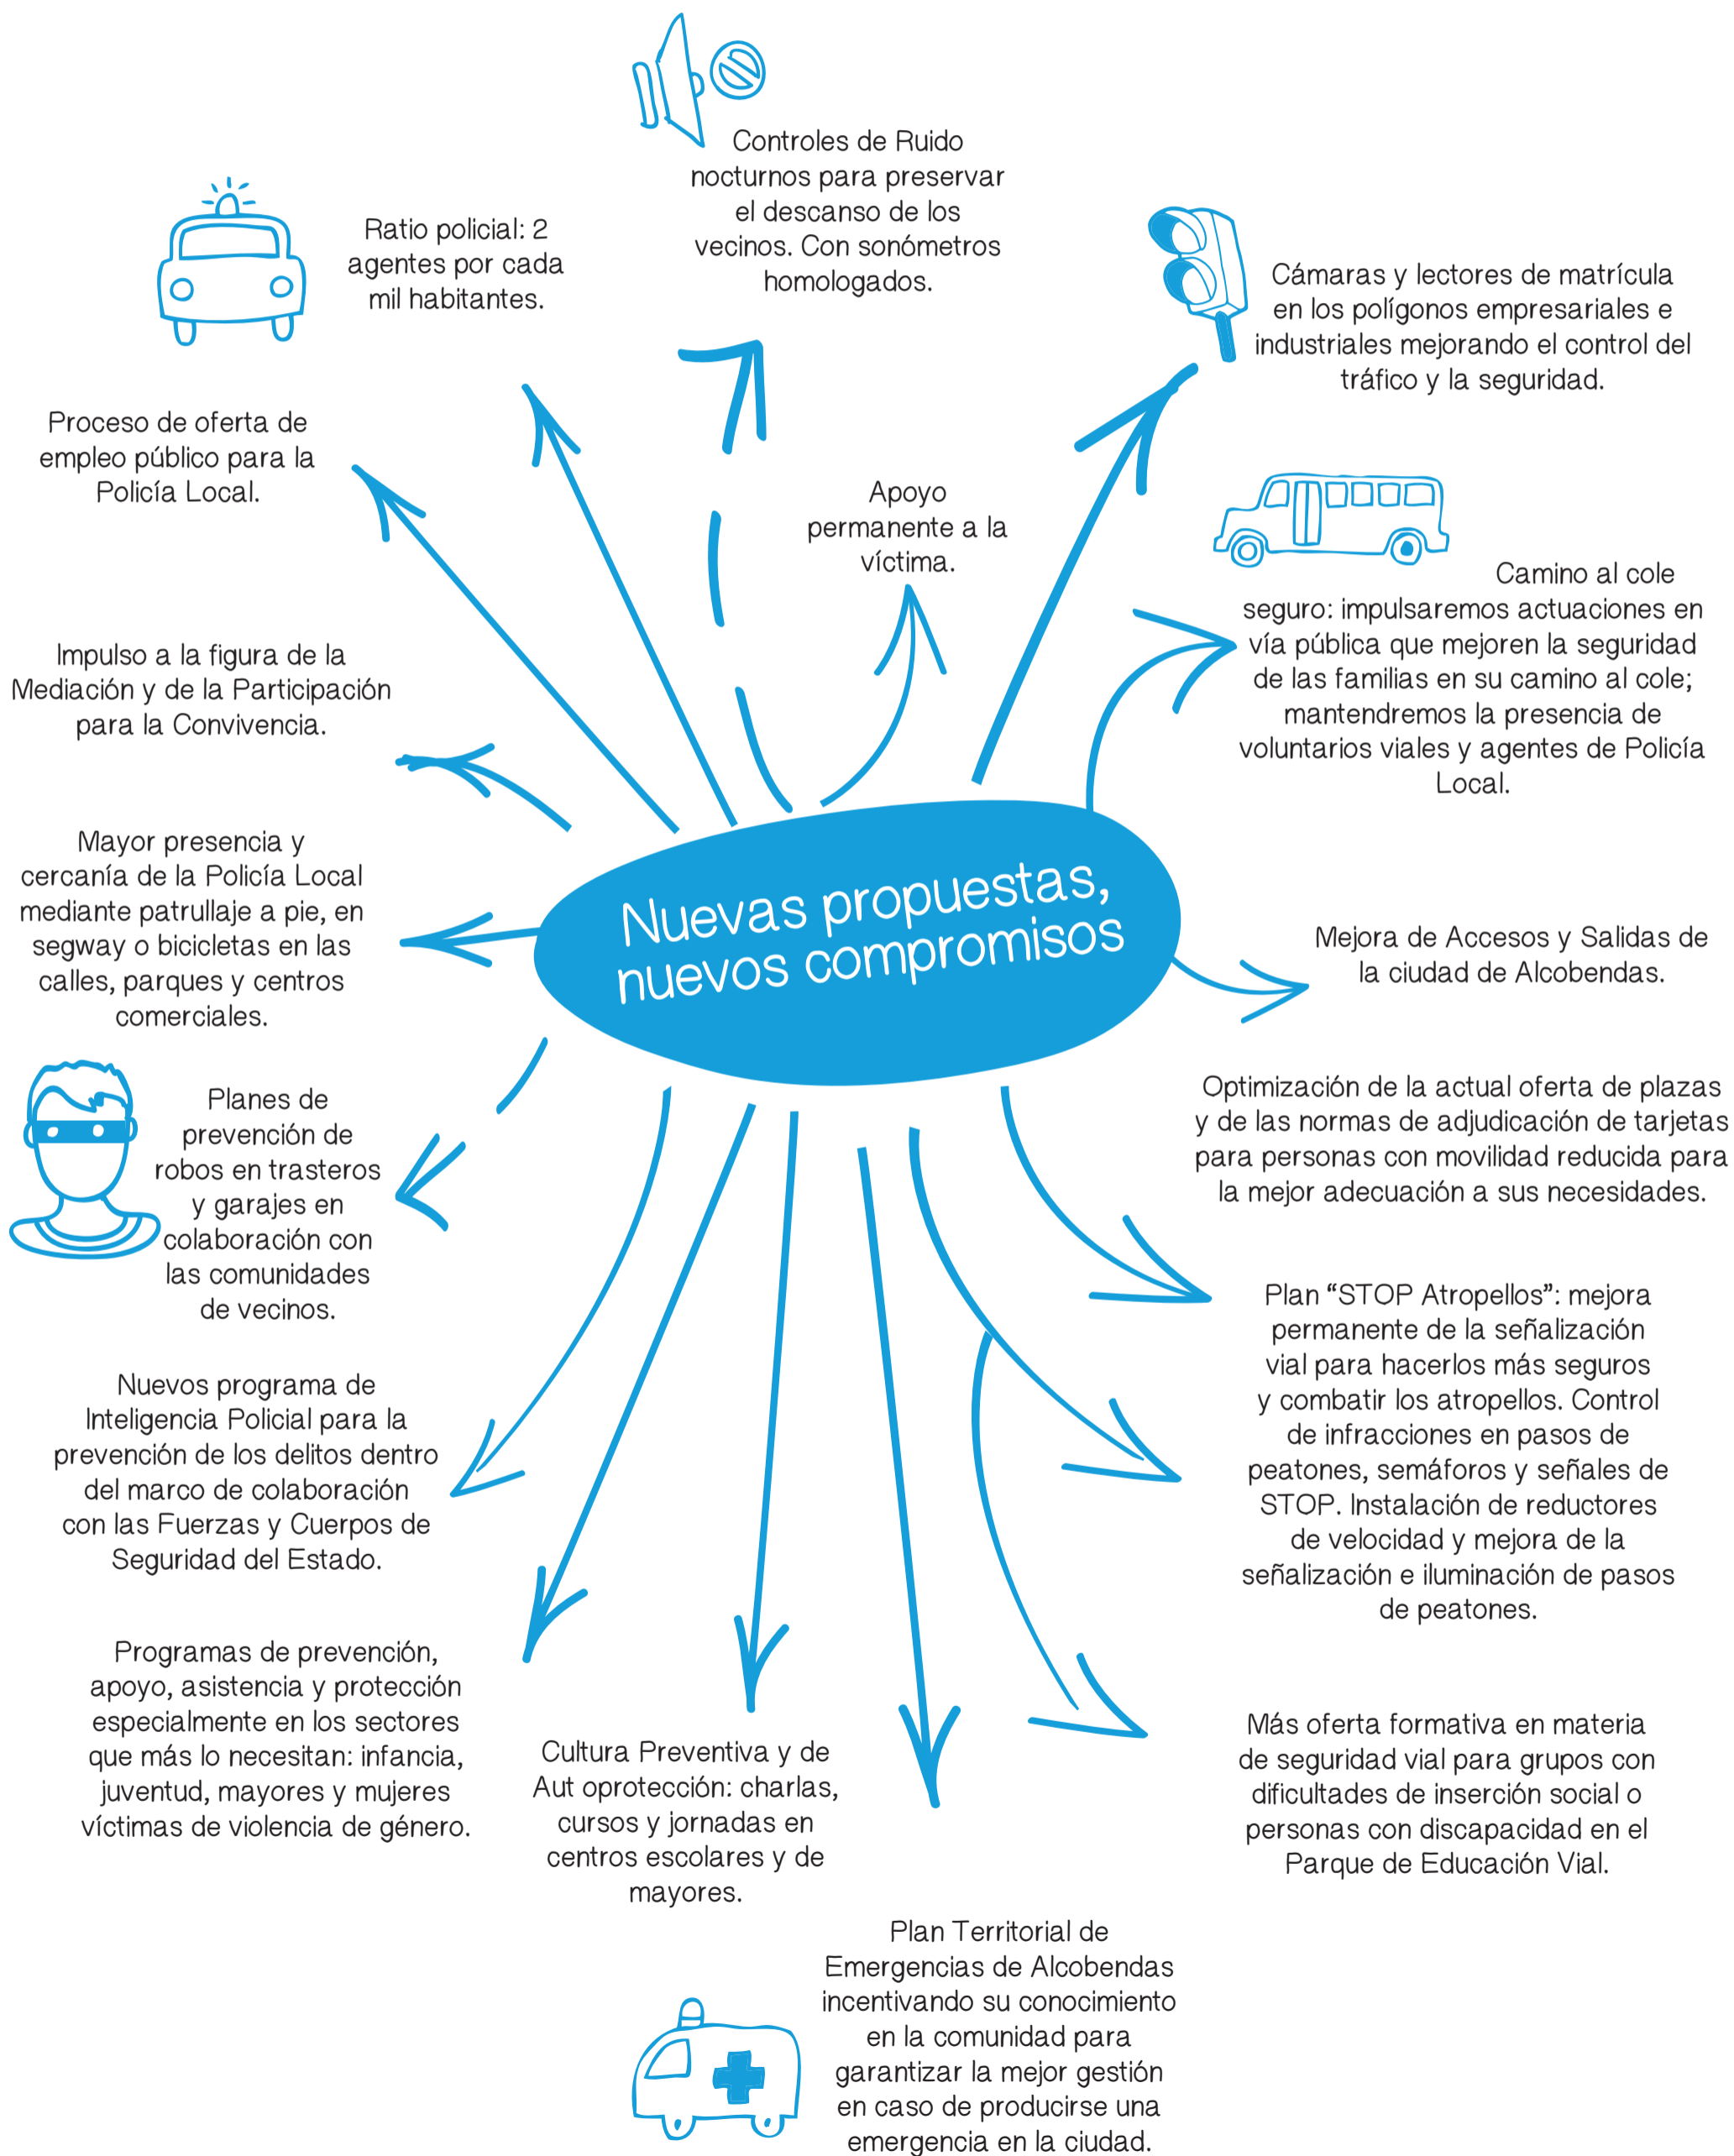 Controles de Ruido
nocturnos para preservar
el descanso de los
vecinos. Con sonómetros
homologados.
Ratio policial: 2
agentes por cada
mil habitantes.
Cámaras y lectores de matrícula
en los polígonos empresariales e
industriales mejorando el control del
tráfico y la seguridad.
Proceso de oferta de
empleo público para la
Policía Local.
Apoyo
permanente a la
víctima.
Camino al cole
seguro: impulsaremos actuaciones en
vía pública que mejoren la seguridad
de las familias en su camino al cole;
mantendremos la presencia de
voluntarios viales y agentes de Policía
Local.
Impulso a la figura de la
Mediación y de la Participación
para la Convivencia.
Mayor presencia y
cercanía de la Policía Local
mediante patrullaje a pie, en
segway o bicicletas en las
calles, parques y centros
comerciales.
Nuevas propuestas,
nuevos compromisos
Mejora de Accesos y Salidas de
la ciudad de Alcobendas.
Planes de
prevención de
robos en trasteros
y garajes en
colaboración con
las comunidades
de vecinos.
Optimización de la actual oferta de plazas
y de las normas de adjudicación de tarjetas
para personas con movilidad reducida para
la mejor adecuación a sus necesidades.
Plan “STOP Atropellos”: mejora
permanente de la señalización
vial para hacerlos más seguros
y combatir los atropellos. Control
de infracciones en pasos de
peatones, semáforos y señales de
STOP. Instalación de reductores
de velocidad y mejora de la
señalización e iluminación de pasos
de peatones.
Nuevos programa de
Inteligencia Policial para la
prevención de los delitos dentro
del marco de colaboración
con las Fuerzas y Cuerpos de
Seguridad del Estado.
Programas de prevención,
apoyo, asistencia y protección
especialmente en los sectores
que más lo necesitan: infancia,
juventud, mayores y mujeres
víctimas de violencia de género.
Cultura Preventiva y de
Aut oprotección: charlas,
cursos y jornadas en
centros escolares y de
mayores.
Más oferta formativa en materia
de seguridad vial para grupos con
dificultades de inserción social o
personas con discapacidad en el
Parque de Educación Vial.
Plan Territorial de
Emergencias de Alcobendas
incentivando su conocimiento
en la comunidad para
garantizar la mejor gestión
en caso de producirse una
emergencia en la ciudad.